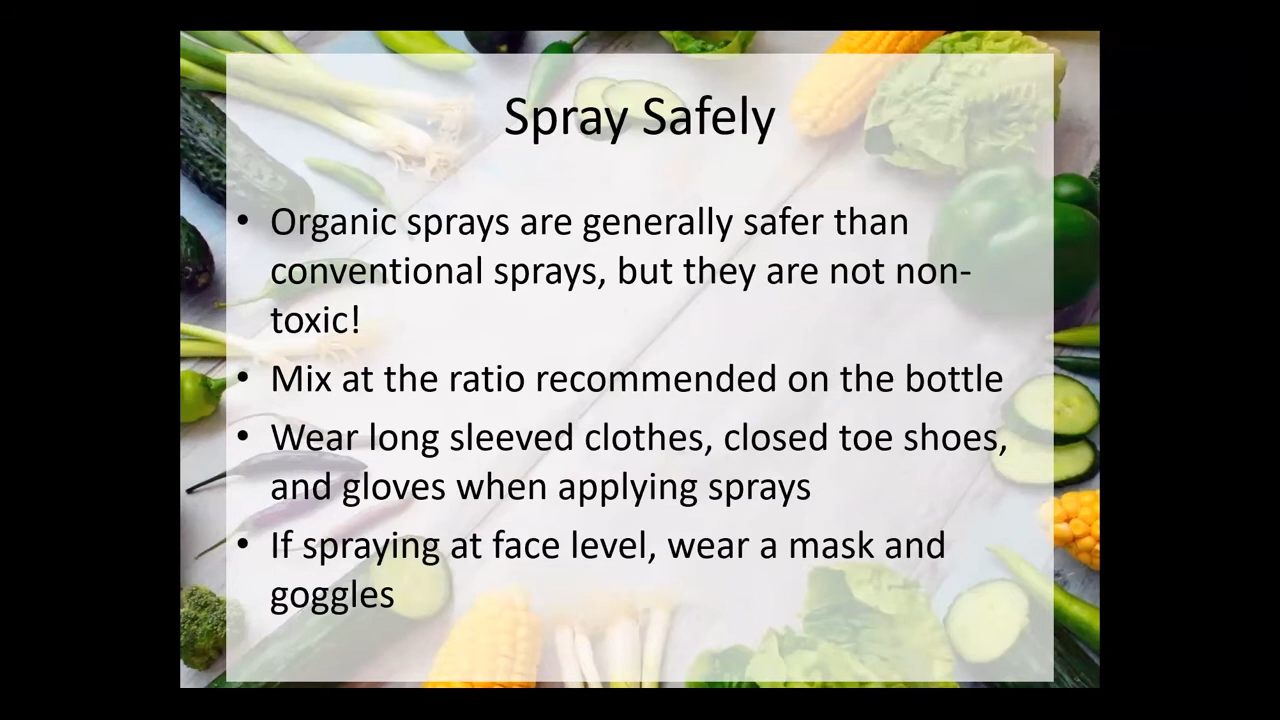 Spray Safely
• Organic sprays are generally safer than
conventional sprays, but they are not non-
toxic!
• Mix at the ratio recommended on the bottle
• Wear long sleeved clothes, closed toe shoes,
and gloves when applying sprays
• If spraying at face level, wear a mask and
goggles